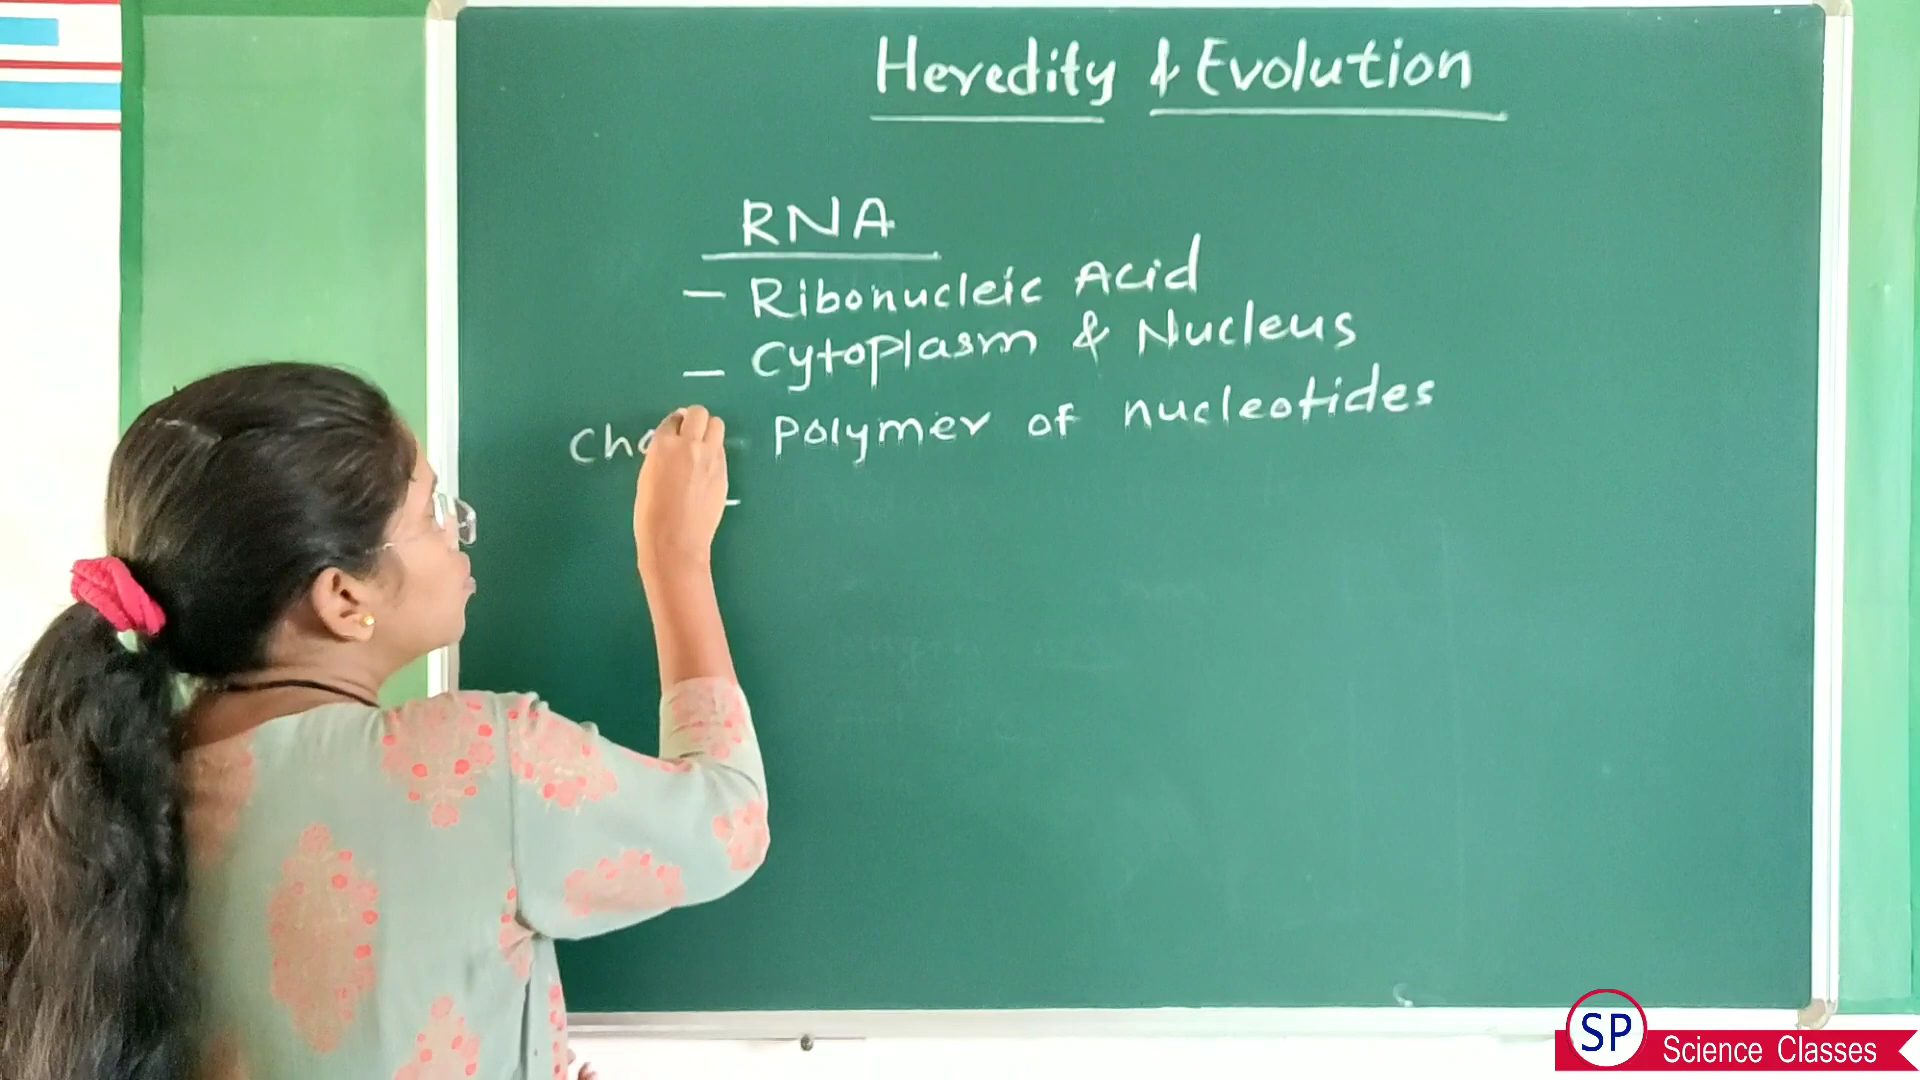 Heredity & Evolution
RNA
– Ribonucleic Acid
– Cytoplasm & Nucleus
Polymer of nucleotides
–
SP
Science Classes